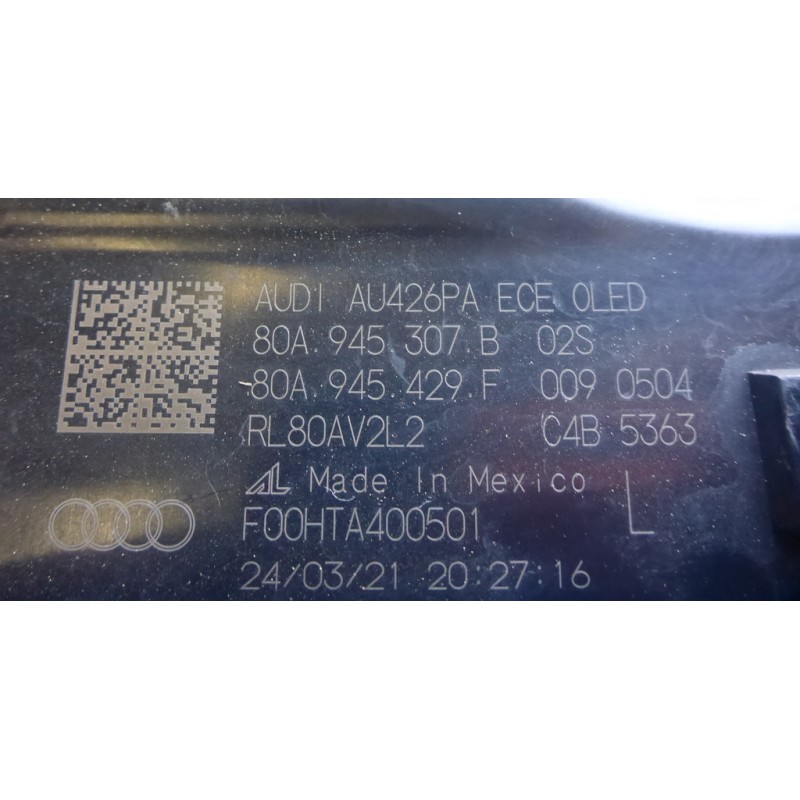 AUDI AU426PA ECE OLED
80A.945.307.B 02S
80A.945.429.F 009 0504
RL80AV2L2 C4B 5363
AL Made In Mexico
F00HTA400501 L
24/03/21 20:27:16